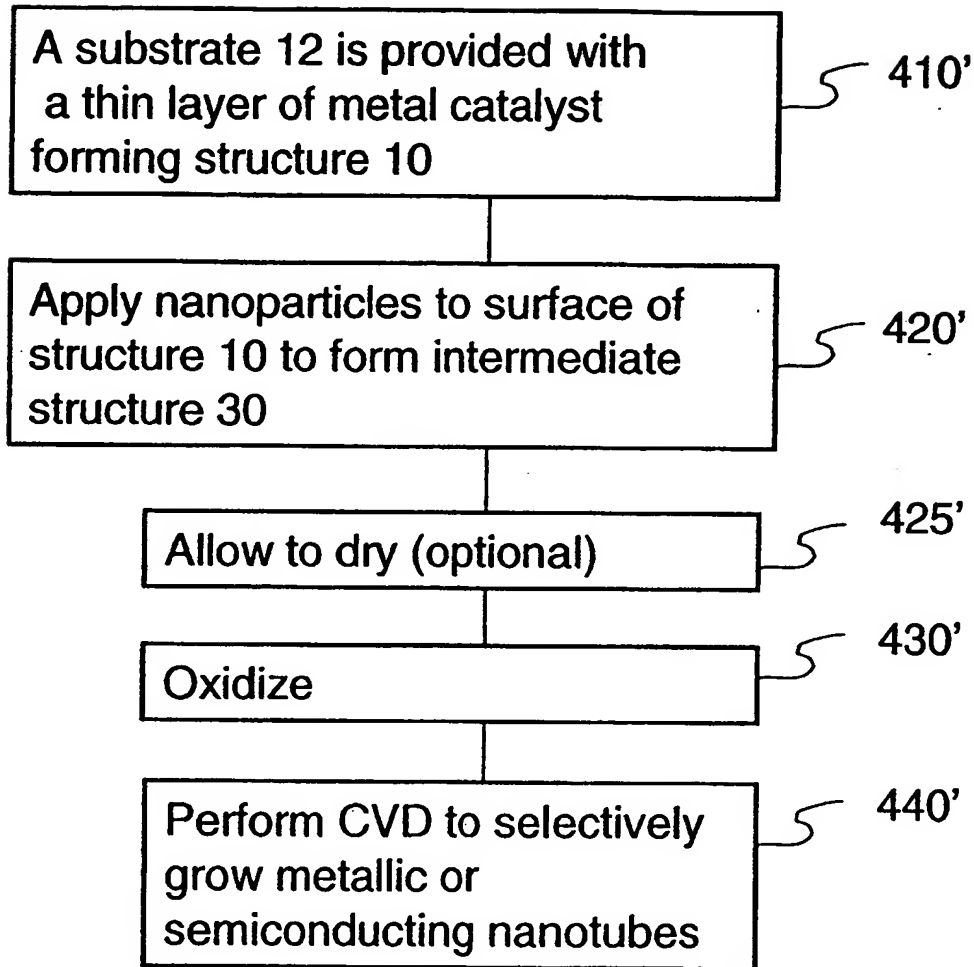 A substrate 12 is provided with
a thin layer of metal catalyst
forming structure 10
410'
Apply nanoparticles to surface of
structure 10 to form intermediate
structure 30
420'
Allow to dry (optional)
425'
Oxidize
430'
Perform CVD to selectively
grow metallic or
semiconducting nanotubes
440'